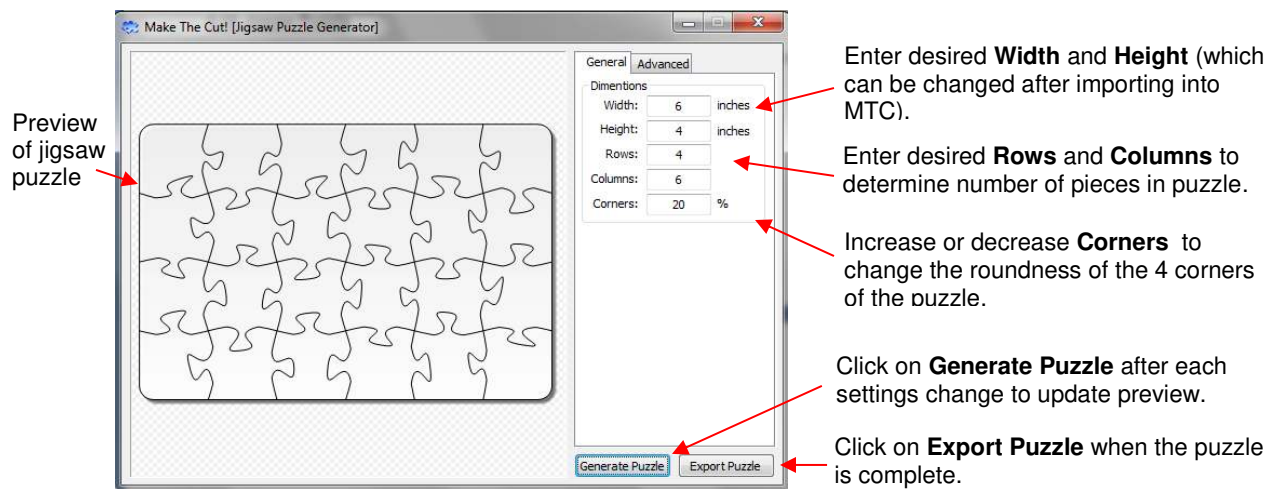 Make The Cut! [Jigsaw Puzzle Generator]
Preview
of jigsaw
puzzle
General Advanced
Dimentions
Width: 6 inches
Height: 4 inches
Rows: 4
Columns: 6
Corners: 20 %
Generate Puzzle Export Puzzle
Enter desired Width and Height (which
can be changed after importing into
MTC).
Enter desired Rows and Columns to
determine number of pieces in puzzle.
Increase or decrease Corners to
change the roundness of the 4 corners
of the puzzle.
Click on Generate Puzzle after each
settings change to update preview.
Click on Export Puzzle when the puzzle
is complete.